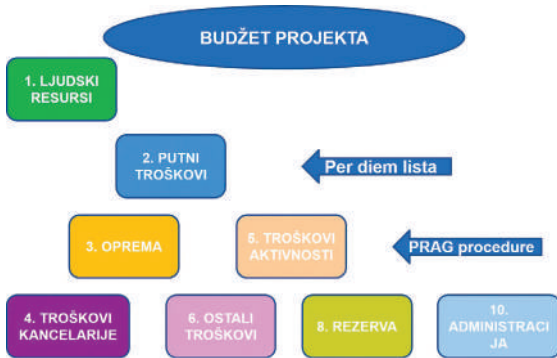 BUDŽET PROJEKTA
1. LJUDSKI
RESURSI
2. PUTNI
TROŠKOVI
Per diem lista
3. OPREMA
5. TROŠKOVI
AKTIVNOSTI
PRAG procedure
4. TROŠKOVI
KANCELARIJE
6. OSTALI
TROŠKOVI
8. REZERVA
10.
ADMINISTRACI
JA